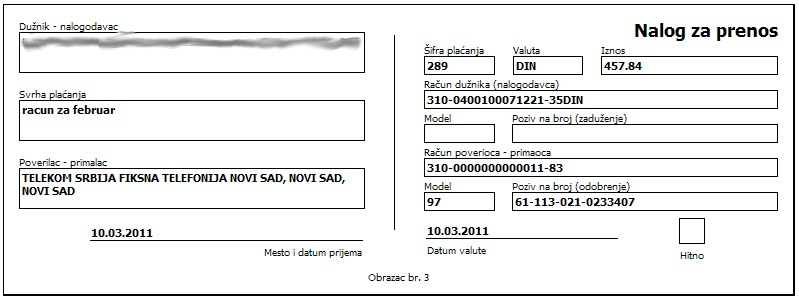 Nalog za prenos
Dužnik - nalogodavac
Svrha plaćanja
racun za februar
Poverilac - primalac
TELEKOM SRBIJA FIKSNA TELEFONIJA NOVI SAD, NOVI SAD,
NOVI SAD
10.03.2011
Mesto i datum prijema
Šifra plaćanja Valuta Iznos
289 DIN 457.84
Račun dužnika (nalogodavca)
310-0400100071221-35DIN
Model Poziv na broj (zaduženje)
Račun poverioca - primaoca
310-0000000000011-83
Model Poziv na broj (odobrenje)
97 61-113-021-0233407
10.03.2011
Datum valute
Hitno
Obrazac br. 3